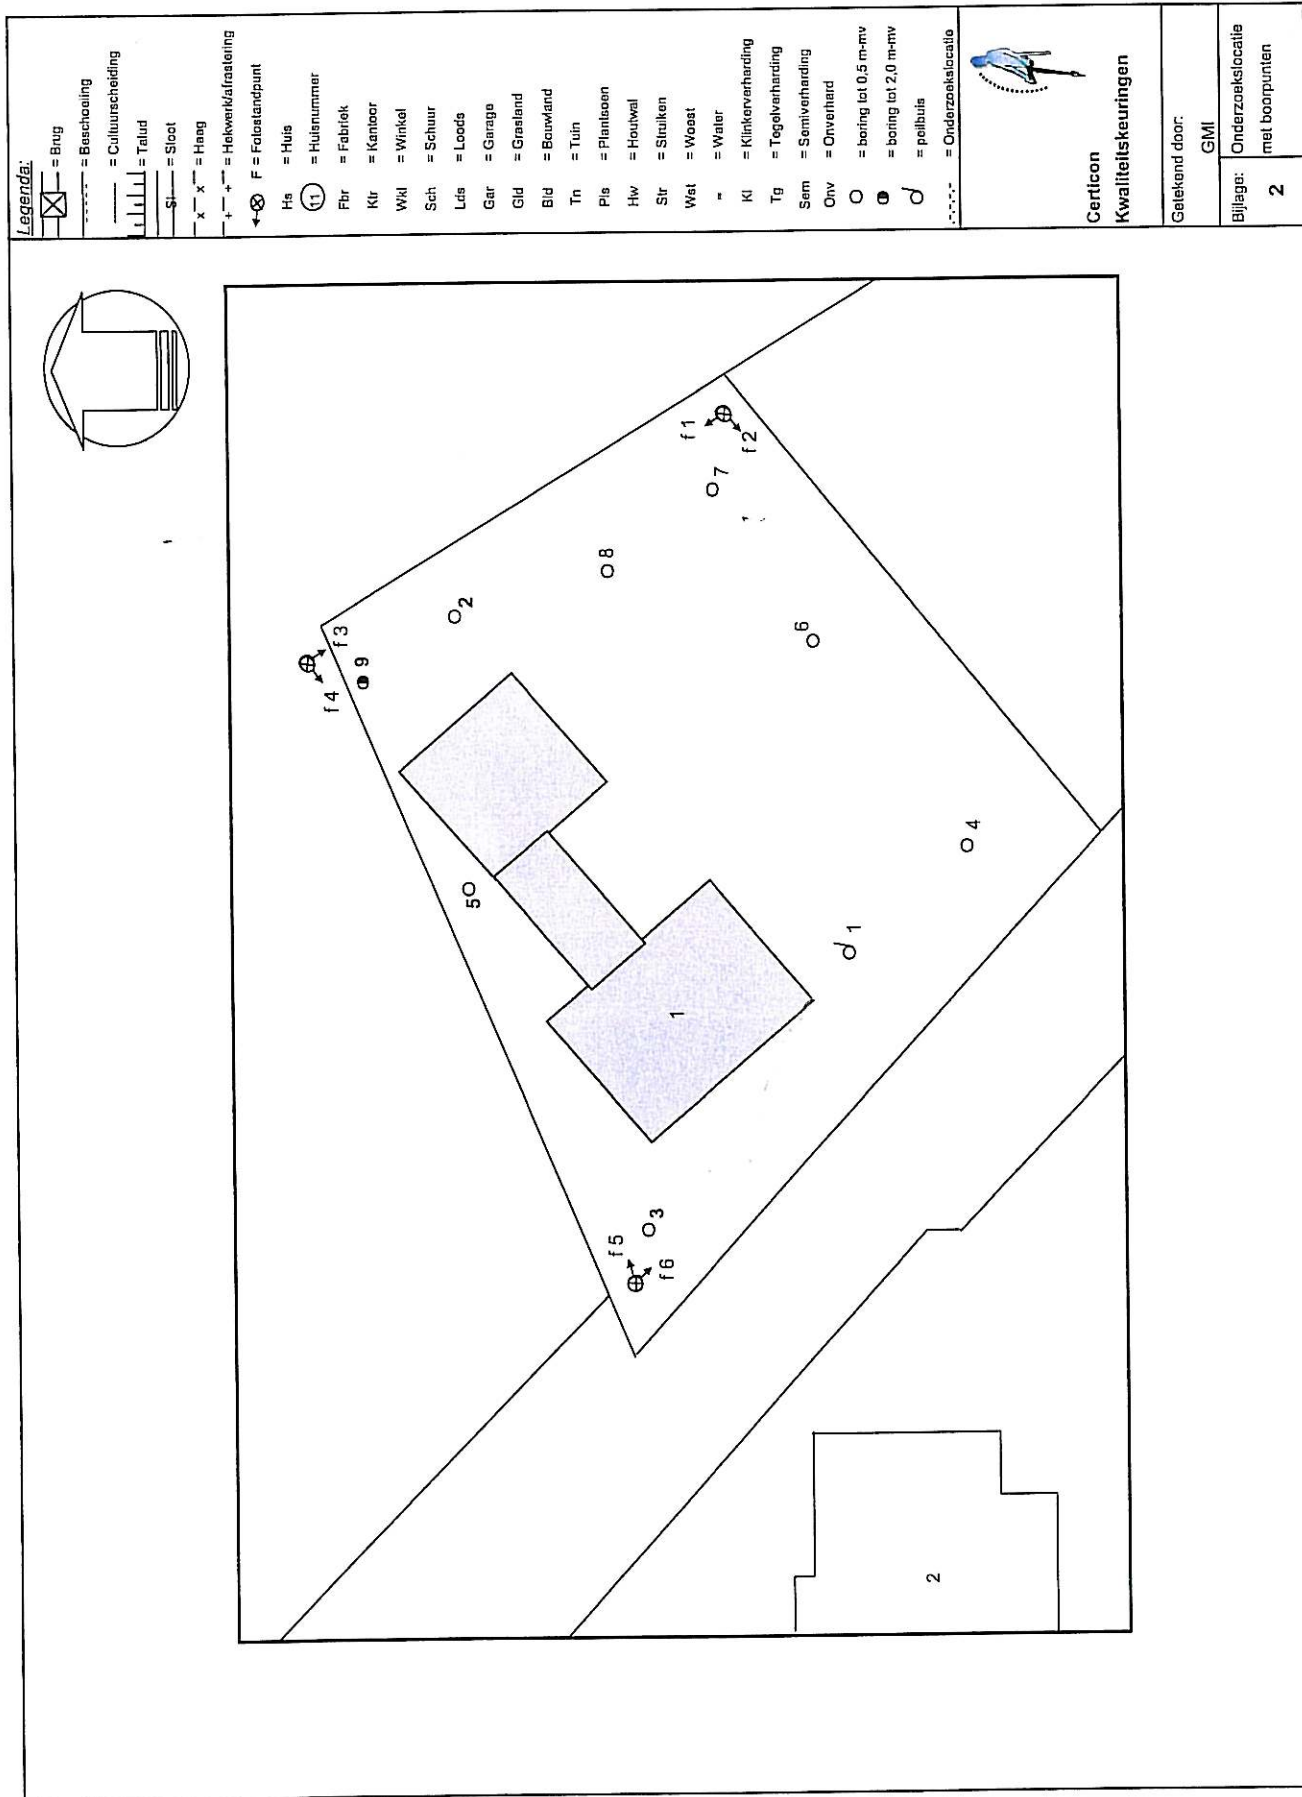 Legenda:
= Brug
= Beschoeiing
= Cultuurscheiding
= Talud
Sl = Sloot
x x = Haag
+ + = Hekwerk/afrastering
F = Fotostandpunt
Hs = Huis
11 = Huisnummer
Fbr = Fabriek
Ktr = Kantoor
Wkl = Winkel
Sch = Schuur
Lds = Loods
Gar = Garage
Gld = Grasland
Bld = Bouwland
Tn = Tuin
Pls = Plantsoen
Hw = Houtwal
Str = Struiken
Wst = Woest
≈ = Water
Kl = Klinkerverharding
Tg = Tegelverharding
Sem = Semiverharding
Onv = Onverhard
= boring tot 0,5 m-mv
= boring tot 2,0 m-mv
= peilbuis
= Onderzoekslocatie
Certicon
Kwaliteitskeuringen
Getekend door:
GMI
Bijlage:
2
Onderzoekslocatie
met boorpunten
f4
f3
9
2
5
8
f1
7
f2
f5
3
f6
1
6
1
4
2